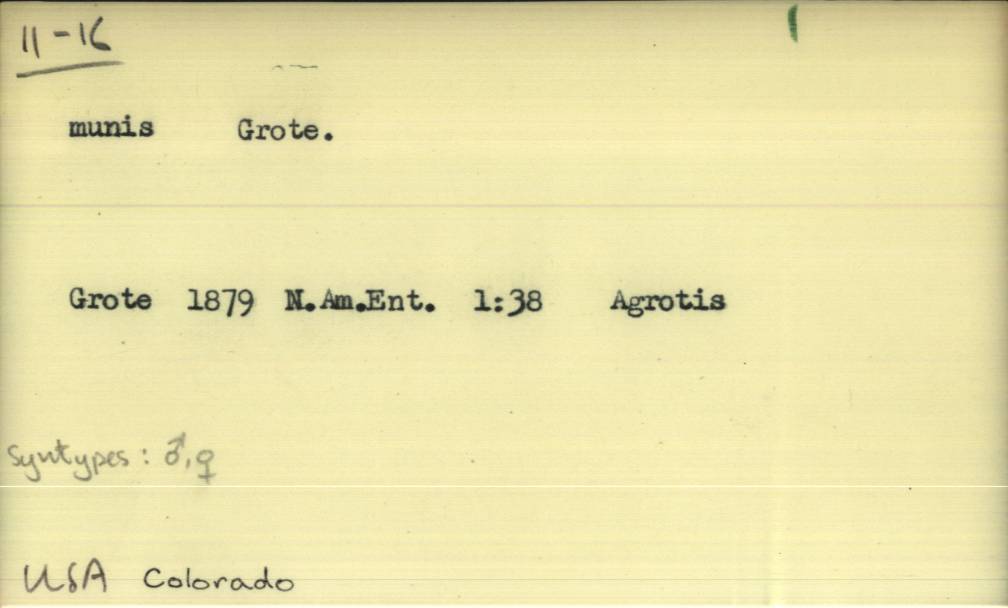 11-16
munis Grote.
Grote 1879 N.Am.Ent. 1:38 Agrotis
Syntypes: ♂,♀
USA Colorado